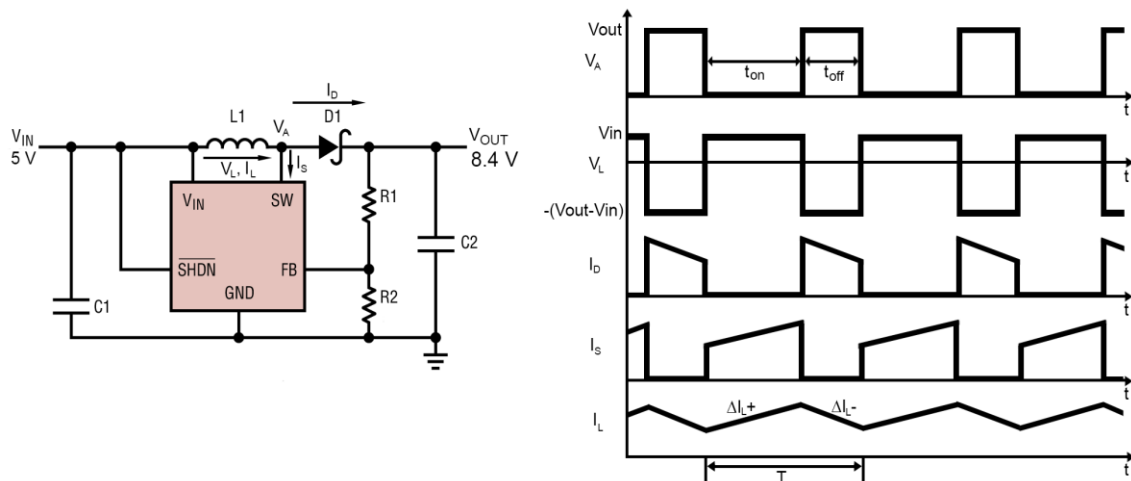 I_D
L1
V_A
D1
V_IN
5 V
V_OUT
8.4 V
V_L, I_L
I_S
V_IN
SW
R1
C2
SHDN
FB
C1
GND
R2
Vout
V_A
t_on
t_off
t
Vin
V_L
t
-(Vout-Vin)
I_D
t
I_S
t
ΔI_L+
ΔI_L-
I_L
t
T